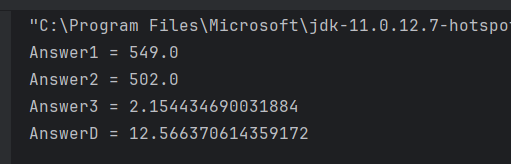 "C:\Program Files\Microsoft\jdk-11.0.12.7-hotspot
Answer1 = 549.0
Answer2 = 502.0
Answer3 = 2.154434690031884
AnswerD = 12.566370614359172